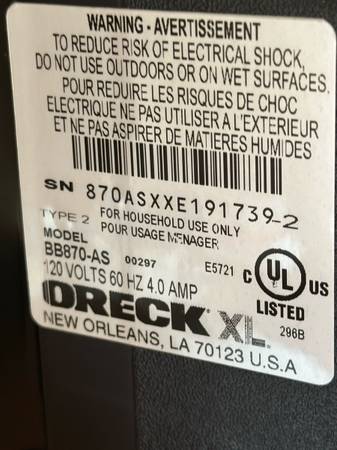 WARNING - AVERTISSEMENT
TO REDUCE RISK OF ELECTRICAL SHOCK,
DO NOT USE OUTDOORS OR ON WET SURFACES.
POUR REDUIRE LES RISQUES DE CHOC
ELECTRIQUE NE PAS UTILISER A L'EXTERIEUR
ET NE PAS ASPIRER DE MATIERES HUMIDES
SN 870ASXXE191739-2
TYPE 2 FOR HOUSEHOLD USE ONLY
POUR USAGE MENAGER
MODEL
BB870-AS 00297 E5721
120 VOLTS 60 HZ 4.0 AMP
C UL US
LISTED
296B
ORECK XL
NEW ORLEANS, LA 70123 U.S.A